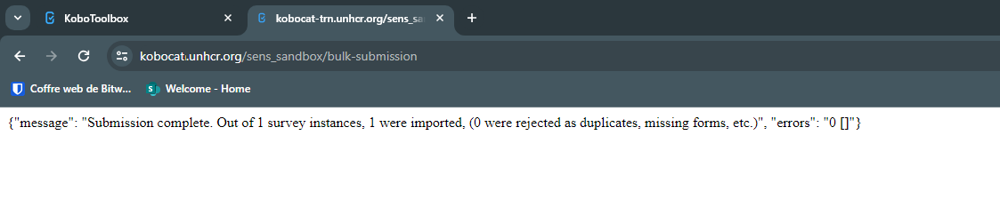 KoboToolbox
kobocat-trn.unhcr.org/sens_sa
kobocat.unhcr.org/sens_sandbox/bulk-submission
Coffre web de Bitw... Welcome - Home
{"message": "Submission complete. Out of 1 survey instances, 1 were imported, (0 were rejected as duplicates, missing forms, etc.)", "errors": "0 []"}